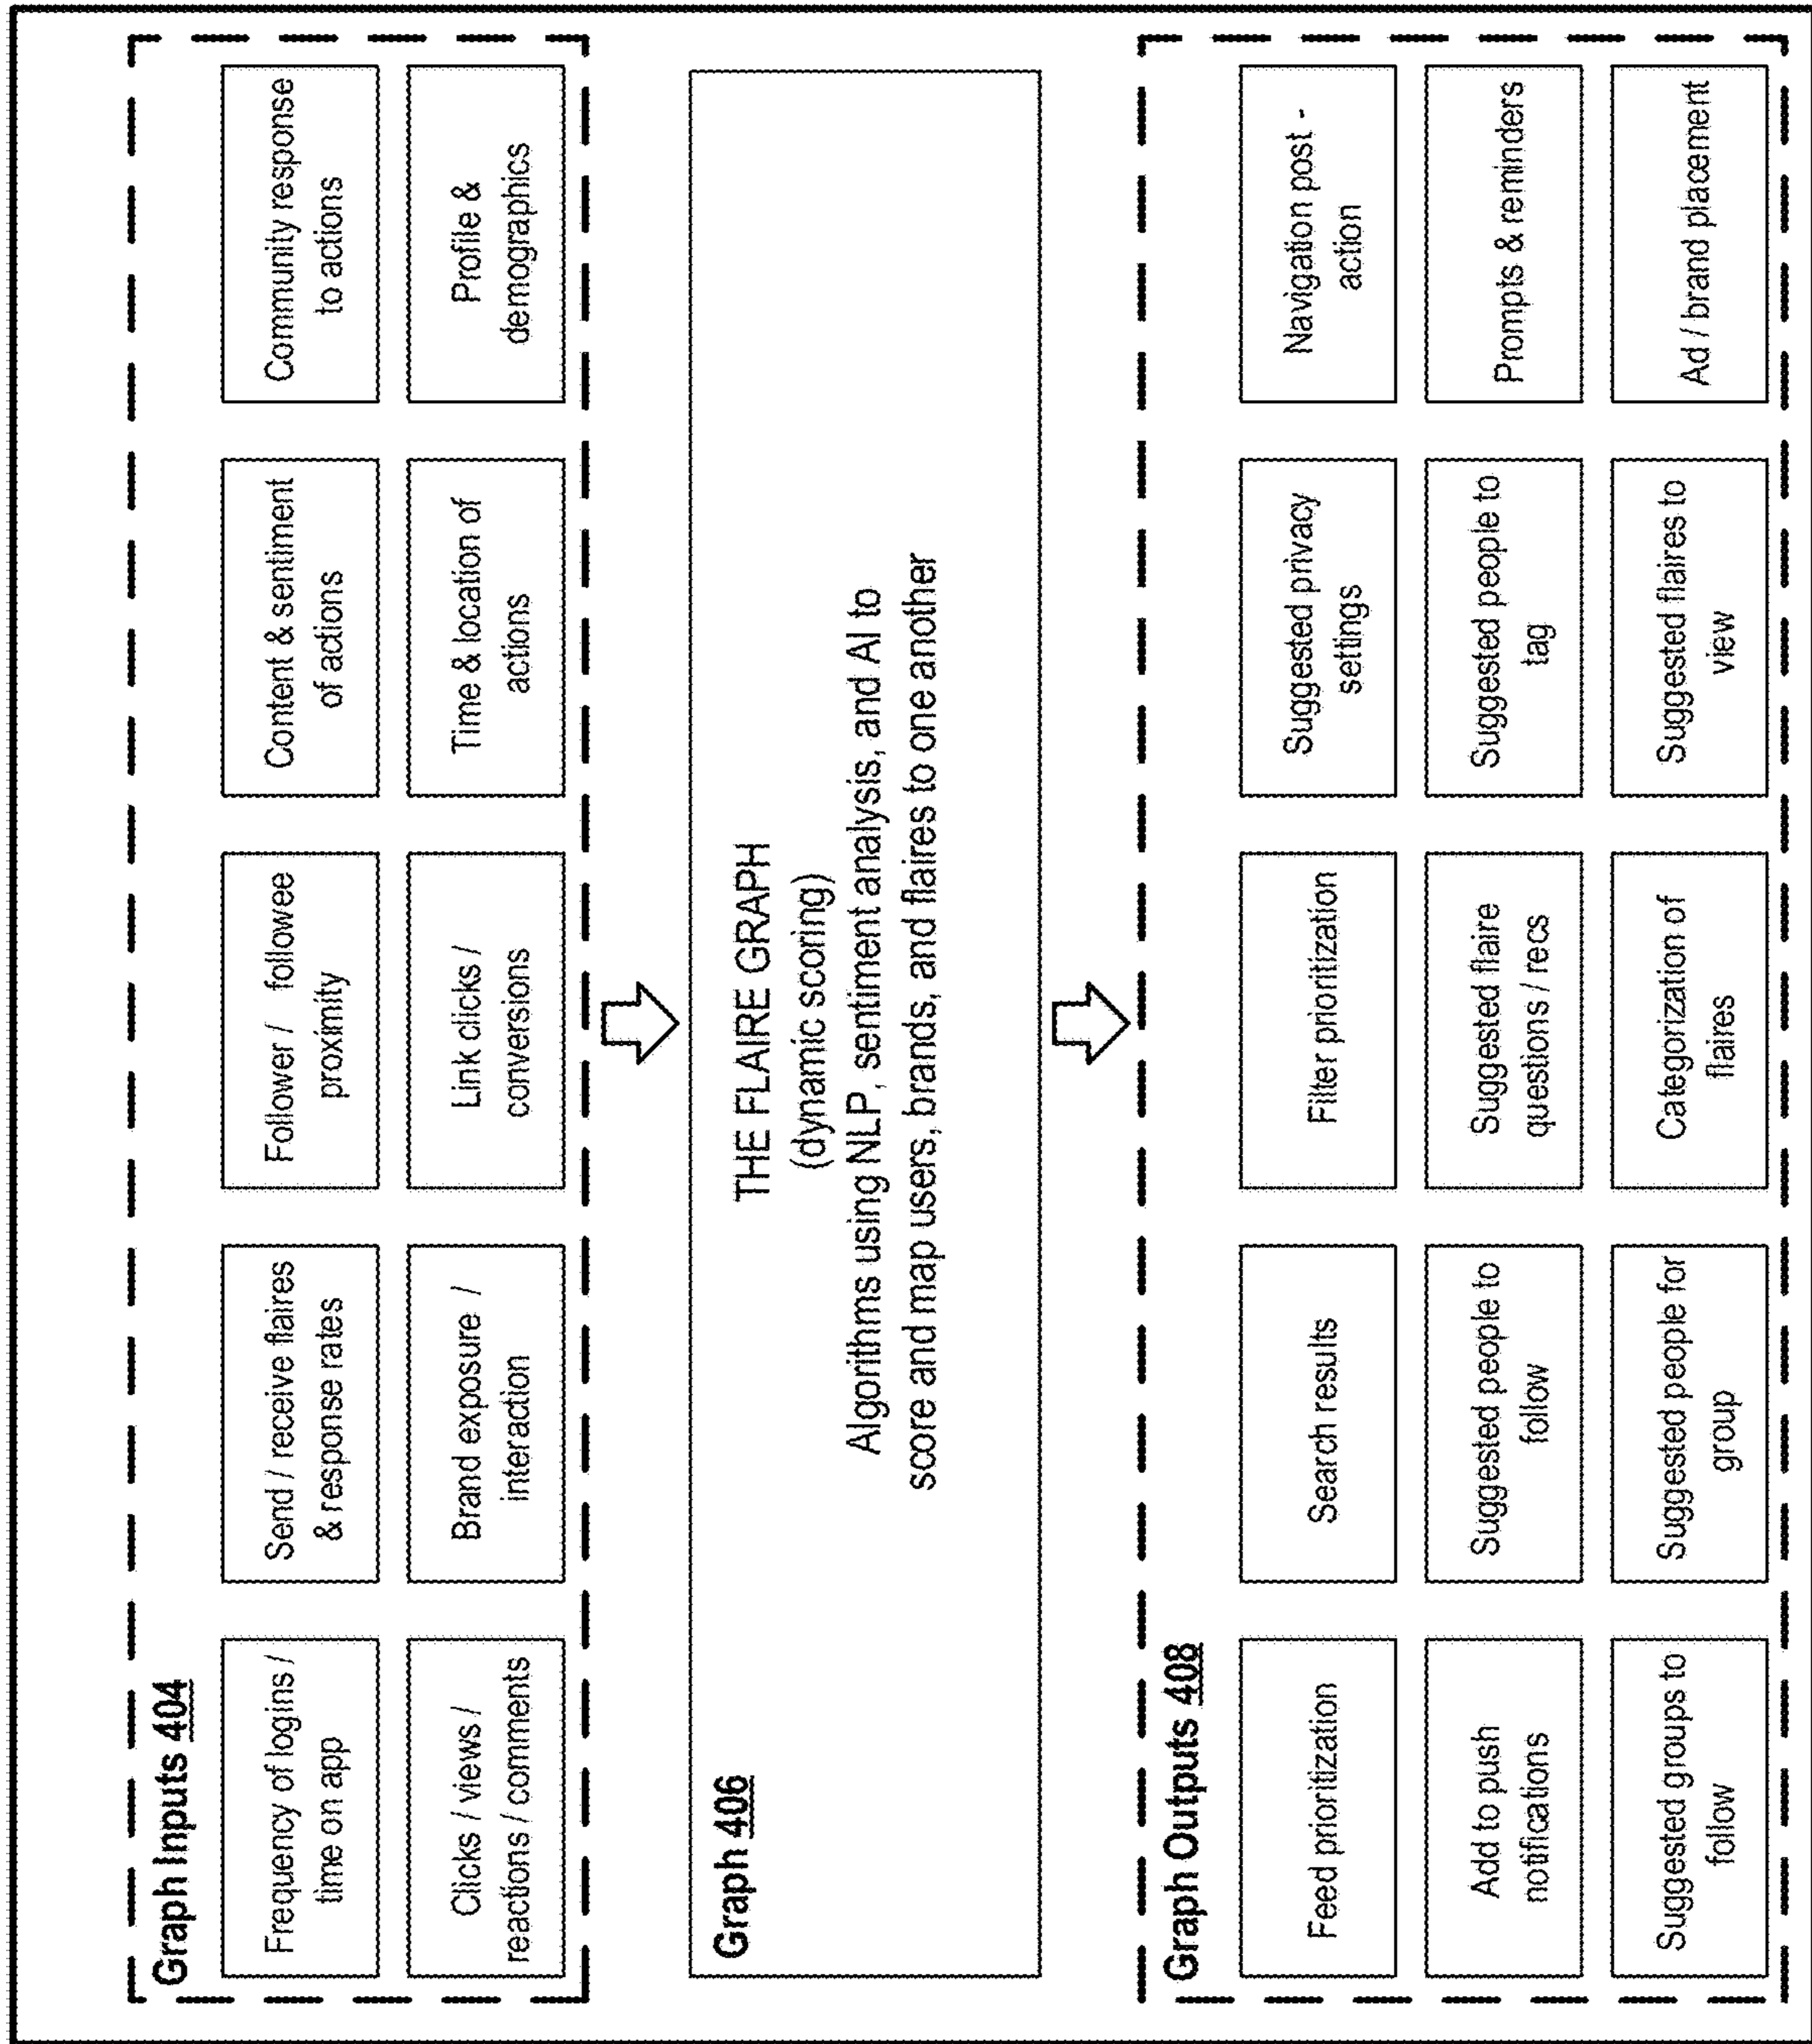 Graph Inputs 404
Frequency of logins /
time on app
Send / receive flaires
& response rates
Follower / followee
proximity
Content & sentiment
of actions
Community response
to actions
Clicks / views /
reactions / comments
Brand exposure /
interaction
Link clicks /
conversions
Time & location of
actions
Profile &
demographics
Graph 406
THE FLAIRE GRAPH
(dynamic scoring)
Algorithms using NLP, sentiment analysis, and AI to
score and map users, brands, and flaires to one another
Graph Outputs 408
Feed prioritization
Search results
Filter prioritization
Suggested privacy
settings
Navigation post -
action
Add to push
notifications
Suggested people to
follow
Suggested flaire
questions / recs
Suggested people to
tag
Prompts & reminders
Suggested groups to
follow
Suggested people for
group
Categorization of
flaires
Suggested flaires to
view
Ad / brand placement